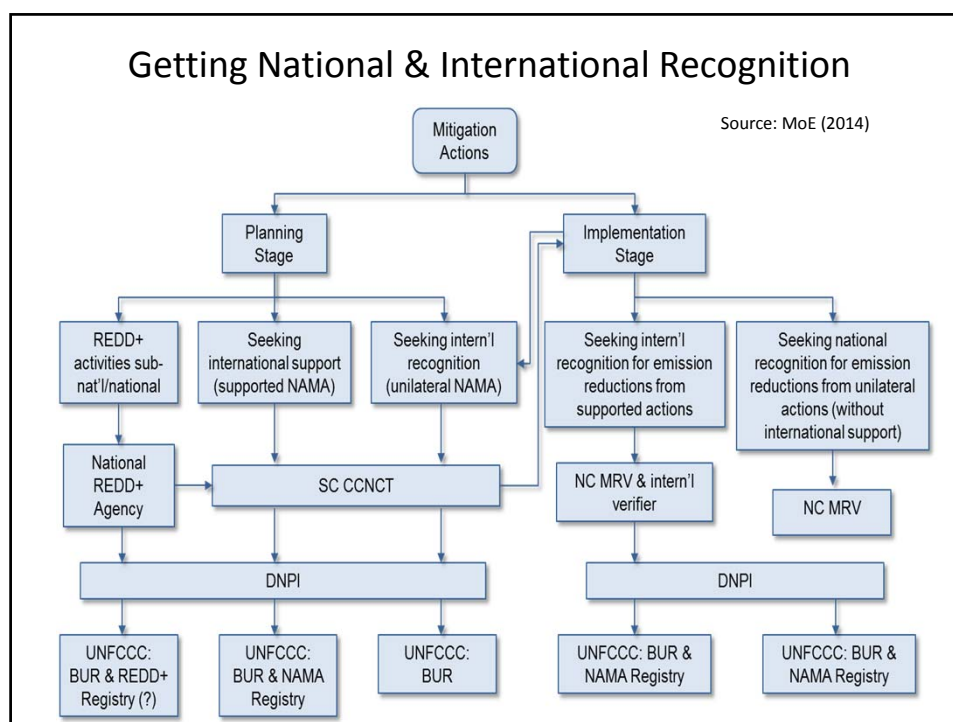 Getting National & International Recognition
Source: MoE (2014)
Mitigation
Actions
Planning
Stage
Implementation
Stage
REDD+
activities sub-
nat'l/national
Seeking
international support
(supported NAMA)
Seeking intern'l
recognition
(unilateral NAMA)
Seeking intern'l
recognition for emission
reductions from
supported actions
Seeking national
recognition for emission
reductions from unilateral
actions (without
international support)
National
REDD+
Agency
SC CCNCT
NC MRV & intern'l
verifier
NC MRV
DNPI
DNPI
UNFCCC:
BUR & REDD+
Registry (?)
UNFCCC:
BUR & NAMA
Registry
UNFCCC:
BUR
UNFCCC: BUR &
NAMA Registry
UNFCCC: BUR &
NAMA Registry